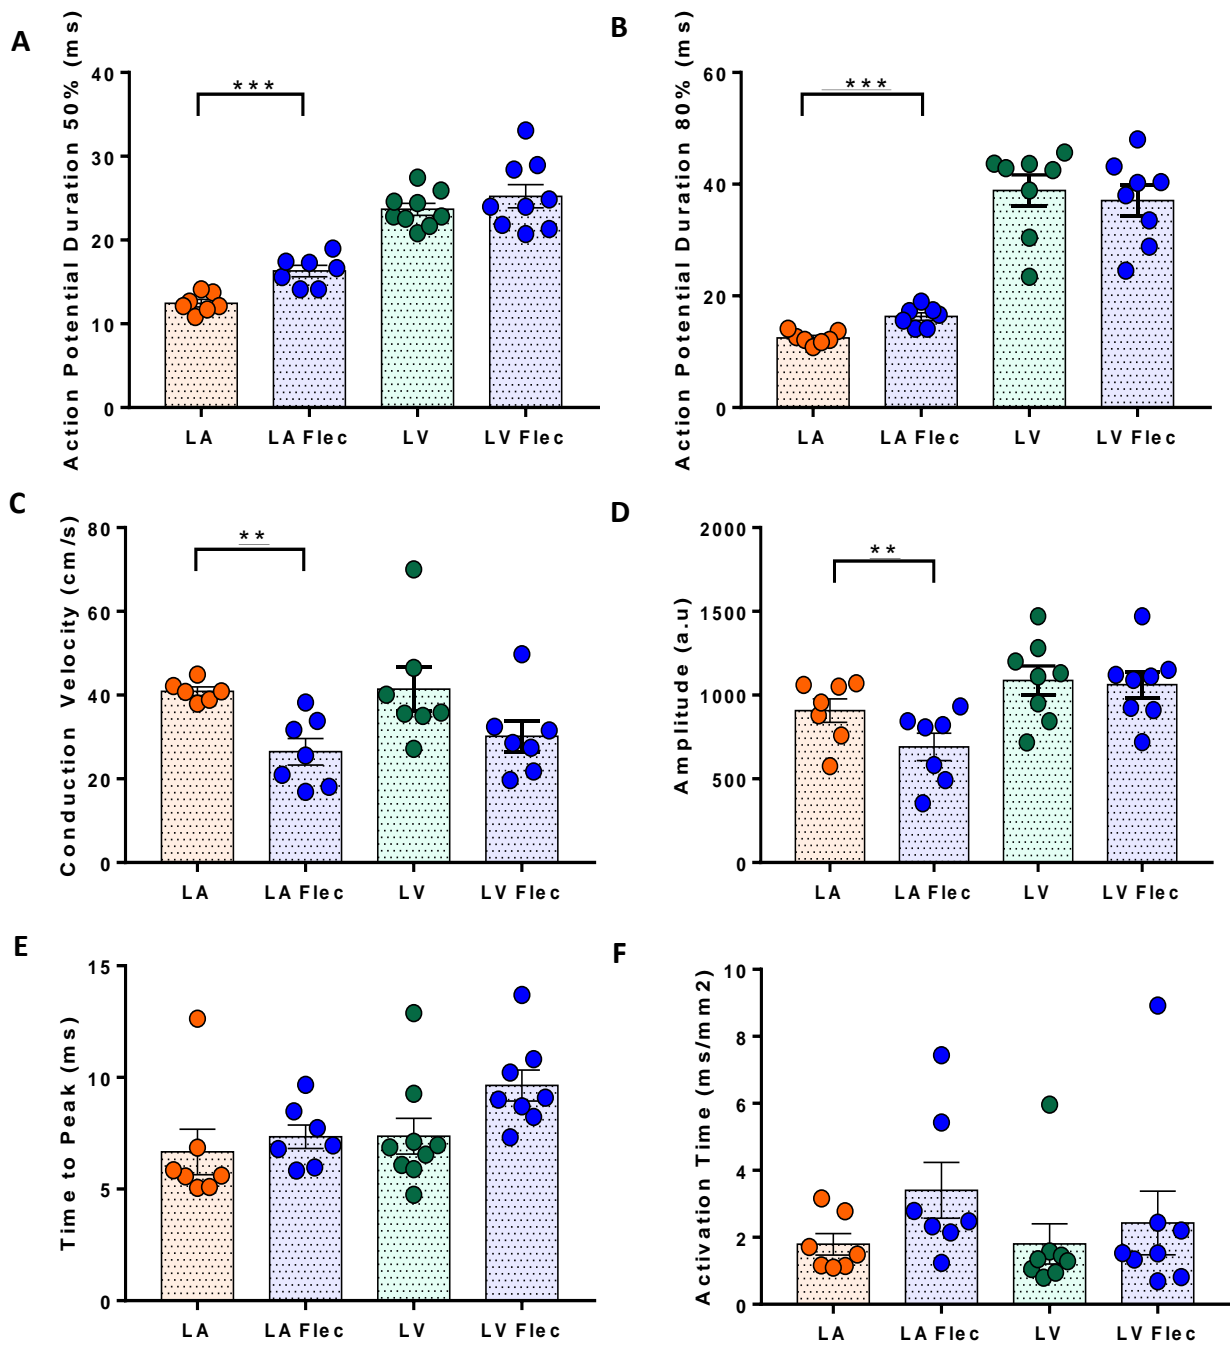 A
Action Potential Duration 50% (ms)
40
30
20
10
0
***
LA
LA Flec
LV
LV Flec
B
Action Potential Duration 80% (ms)
60
40
20
0
***
LA
LA Flec
LV
LV Flec
C
Conduction Velocity (cm/s)
80
60
40
20
0
**
LA
LA Flec
LV
LV Flec
D
Amplitude (a.u)
2000
1500
1000
500
0
**
LA
LA Flec
LV
LV Flec
E
Time to Peak (ms)
15
10
5
0
LA
LA Flec
LV
LV Flec
F
Activation Time (ms/mm2)
10
8
6
4
2
0
LA
LA Flec
LV
LV Flec